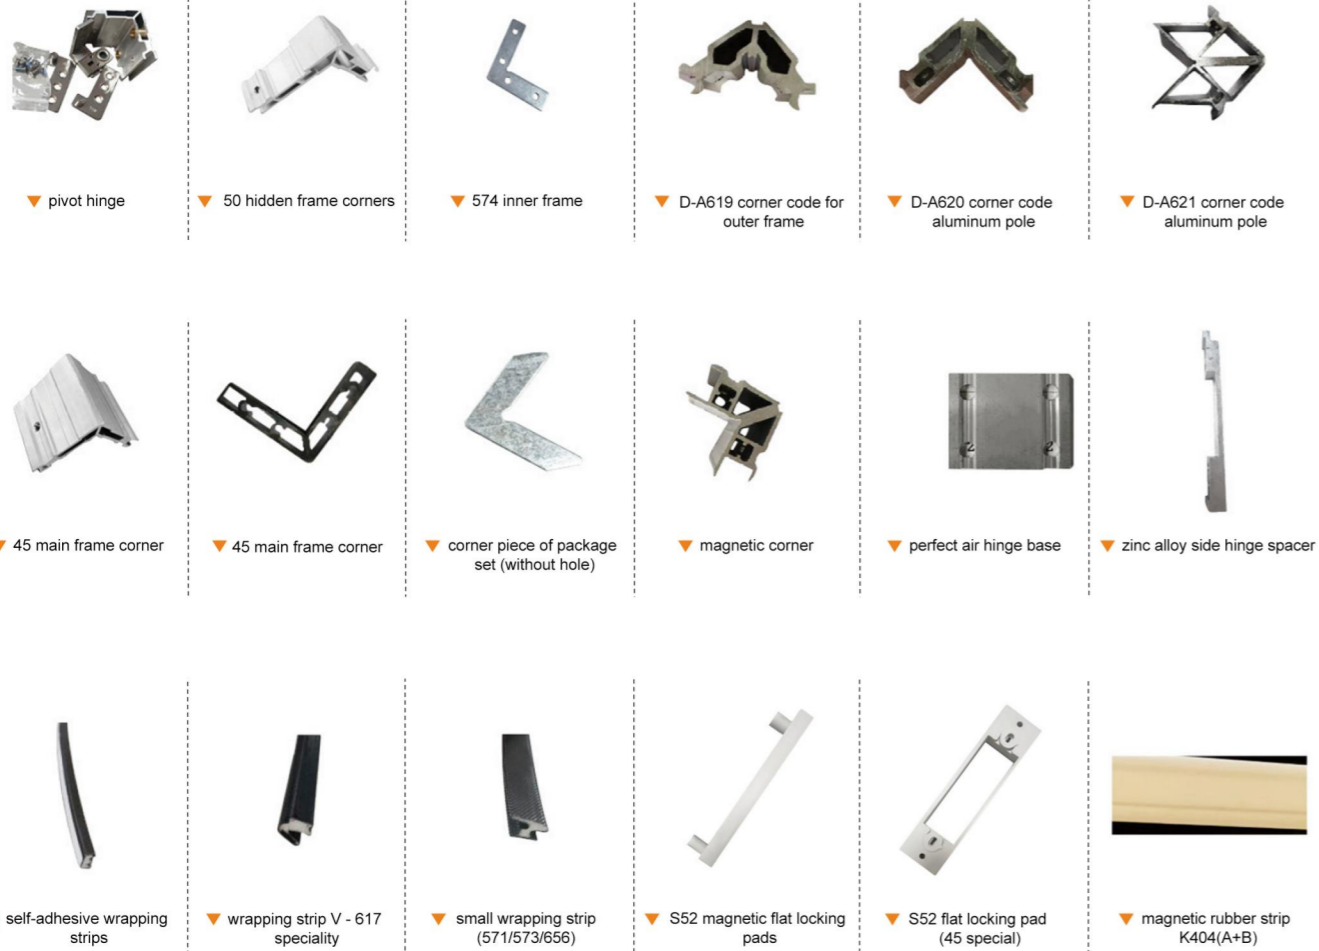 pivot hinge
50 hidden frame corners
574 inner frame
D-A619 corner code for
outer frame
D-A620 corner code
aluminum pole
D-A621 corner code
aluminum pole
45 main frame corner
45 main frame corner
corner piece of package
set (without hole)
magnetic corner
2
2
perfect air hinge base
zinc alloy side hinge spacer
self-adhesive wrapping
strips
wrapping strip V - 617
speciality
small wrapping strip
(571/573/656)
S52 magnetic flat locking
pads
S52 flat locking pad
(45 special)
magnetic rubber strip
K404(A+B)